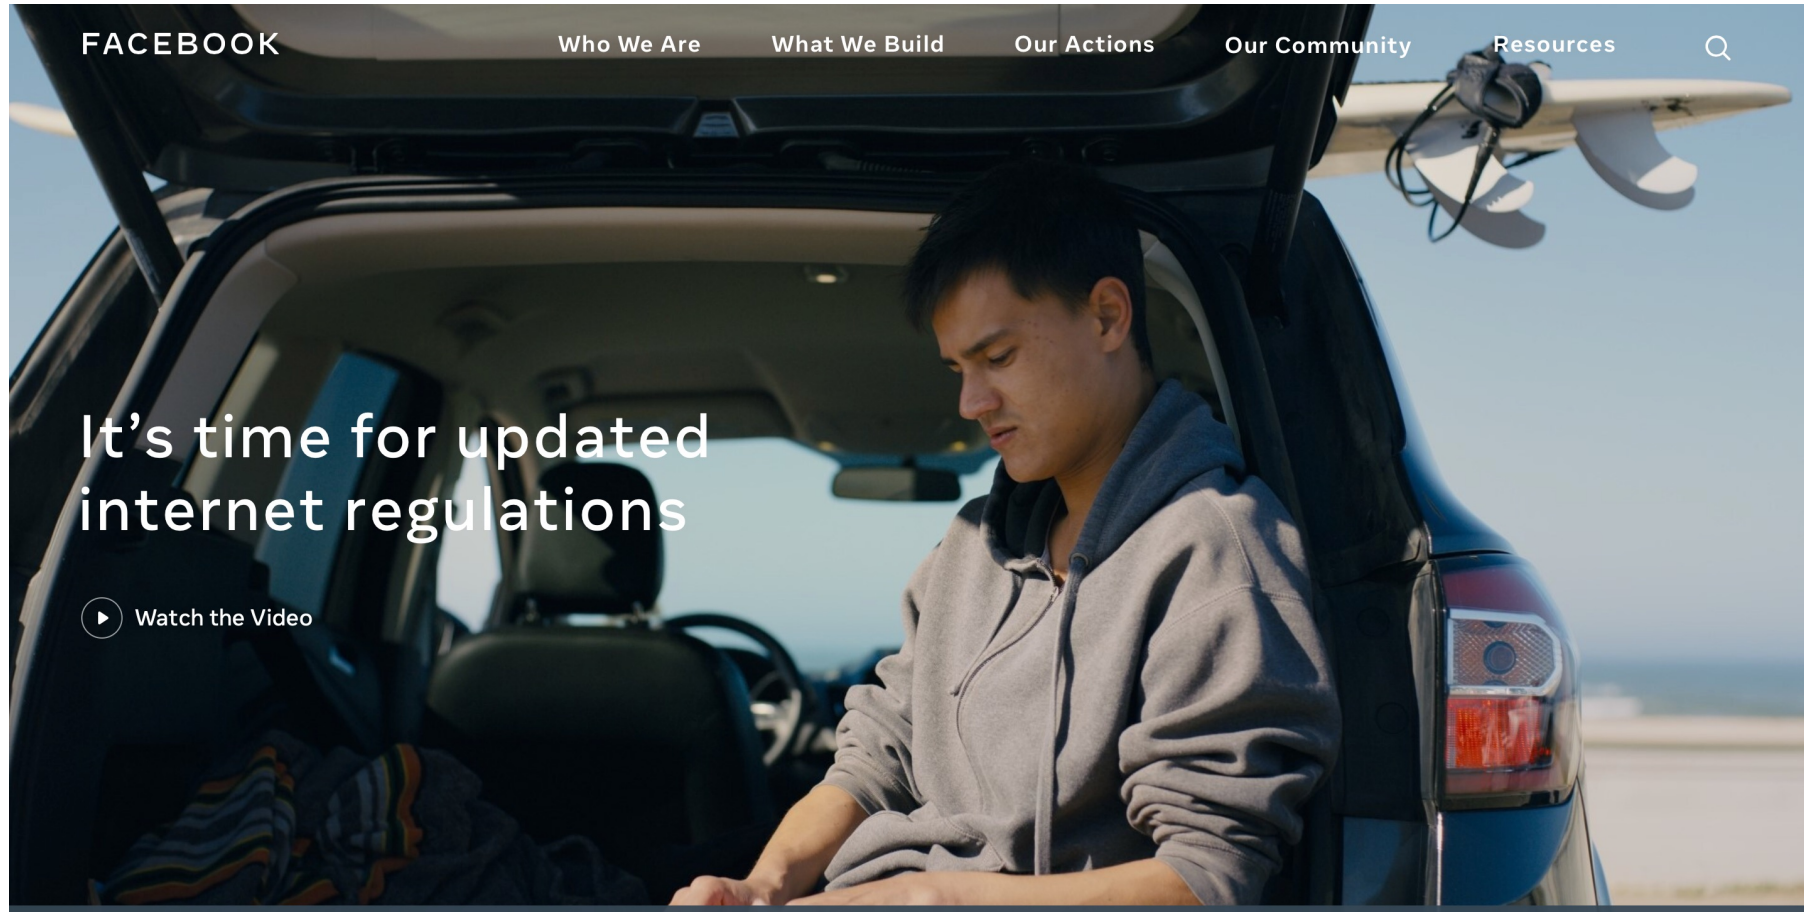 FACEBOOK
Who We Are
What We Build
Our Actions
Our Community
Resources
It’s time for updated
internet regulations
Watch the Video